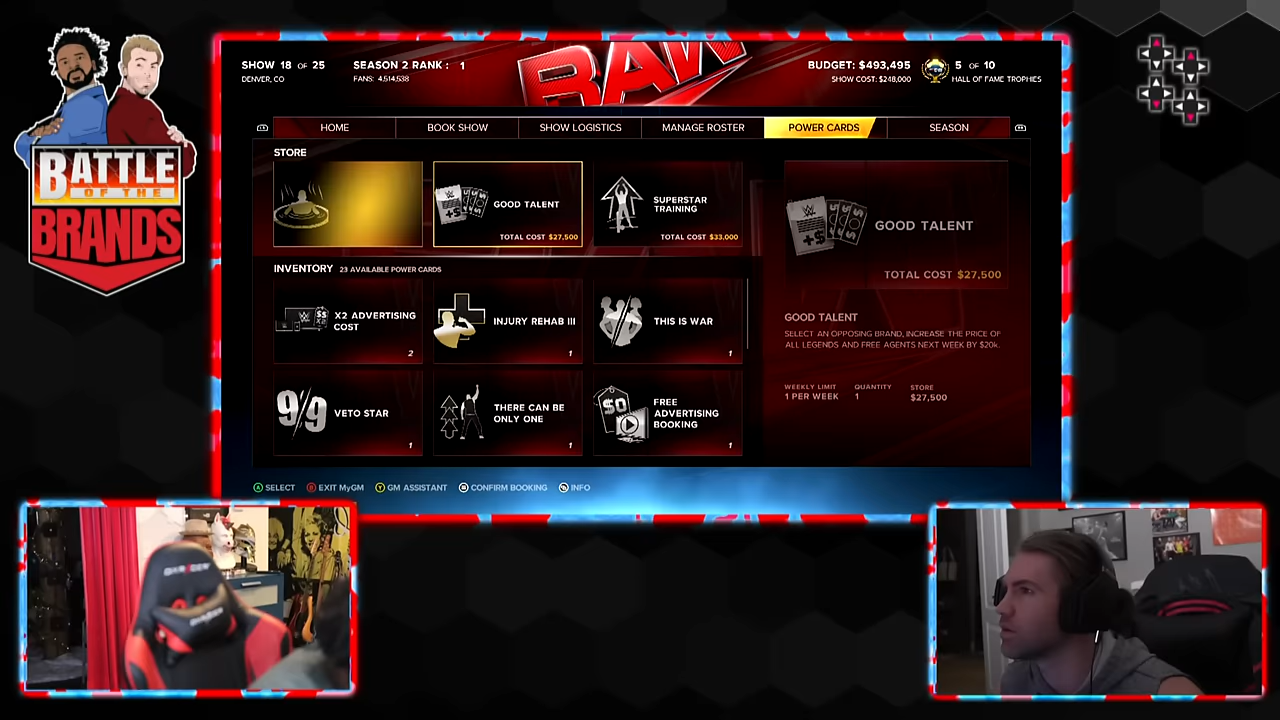 BATTLE
OF THE
BRANDS
SHOW 18 OF 25
DENVER, CO
SEASON 2 RANK : 1
FANS: 4,514,538
RAW
BUDGET: $493,495
SHOW COST: $248,000
5 OF 10
HALL OF FAME TROPHIES
HOME
BOOK SHOW
SHOW LOGISTICS
MANAGE ROSTER
POWER CARDS
SEASON
STORE
GOOD TALENT
TOTAL COST $27,500
SUPERSTAR
TRAINING
TOTAL COST $33,000
INVENTORY 23 AVAILABLE POWER CARDS
X2 ADVERTISING
COST
2
INJURY REHAB III
1
THIS IS WAR
1
9/9
VETO STAR
1
THERE CAN BE
ONLY ONE
1
$0
FREE
ADVERTISING
BOOKING
1
GOOD TALENT
TOTAL COST $27,500
GOOD TALENT
SELECT AN OPPOSING BRAND, INCREASE THE PRICE OF
ALL LEGENDS AND FREE AGENTS NEXT WEEK BY $20k.
WEEKLY LIMIT
1 PER WEEK
QUANTITY
1
STORE
$27,500
A SELECT
B EXIT MyGM
Y GM ASSISTANT
CONFIRM BOOKING
INFO